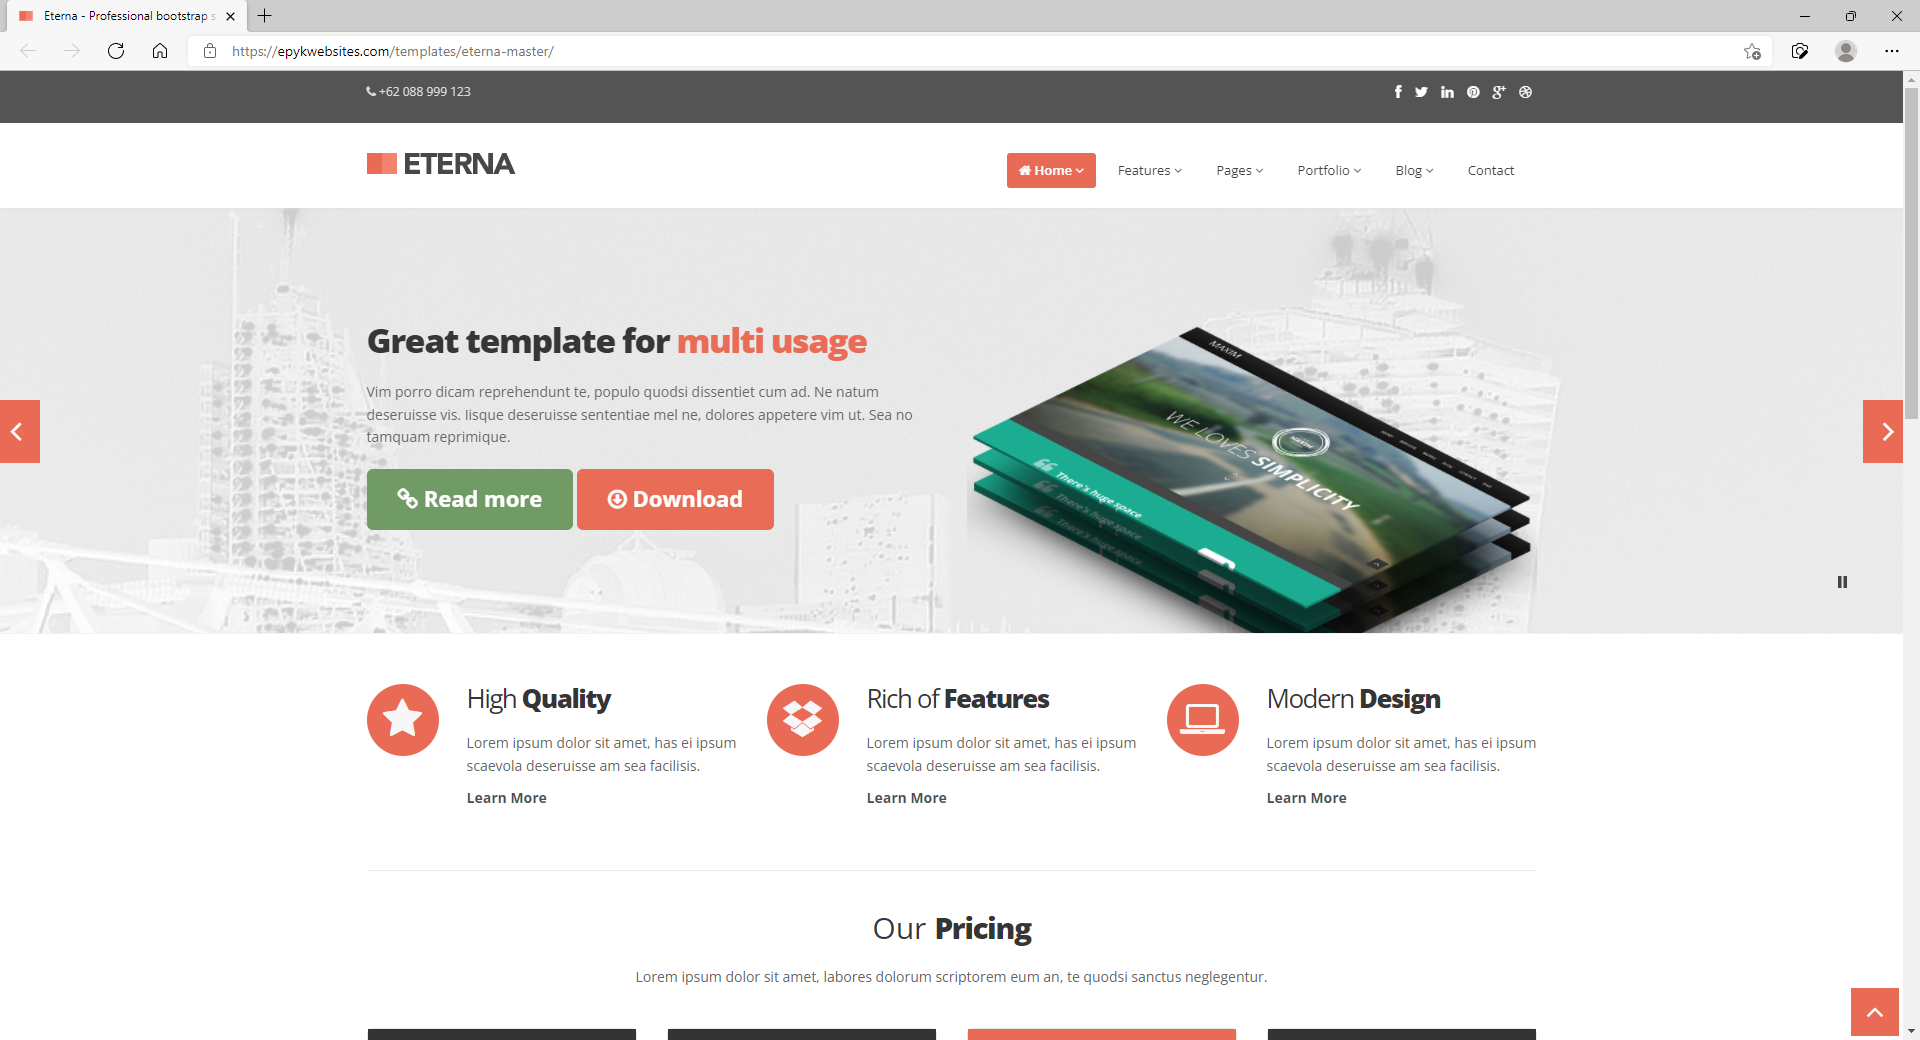 Eterna - Professional bootstrap s
https://epykwebsites.com/templates/eterna-master/
+62 088 999 123
ETERNA
Home
Features
Pages
Portfolio
Blog
Contact
Great template for multi usage
Vim porro dicam reprehendunt te, populo quodsi dissentiet cum ad. Ne natum
deseruisse vis. Iisque deseruisse sententiae mel ne, dolores appetere vim ut. Sea no
tamquam reprimique.
Read more
Download
MAXIM
MAXIM
WE LOVES SIMPLICITY
There's huge space
There's huge space
There's huge space
High Quality
Lorem ipsum dolor sit amet, has ei ipsum
scaevola deseruisse am sea facilisis.
Learn More
Rich of Features
Lorem ipsum dolor sit amet, has ei ipsum
scaevola deseruisse am sea facilisis.
Learn More
Modern Design
Lorem ipsum dolor sit amet, has ei ipsum
scaevola deseruisse am sea facilisis.
Learn More
Our Pricing
Lorem ipsum dolor sit amet, labores dolorum scriptorem eum an, te quodsi sanctus neglegentur.